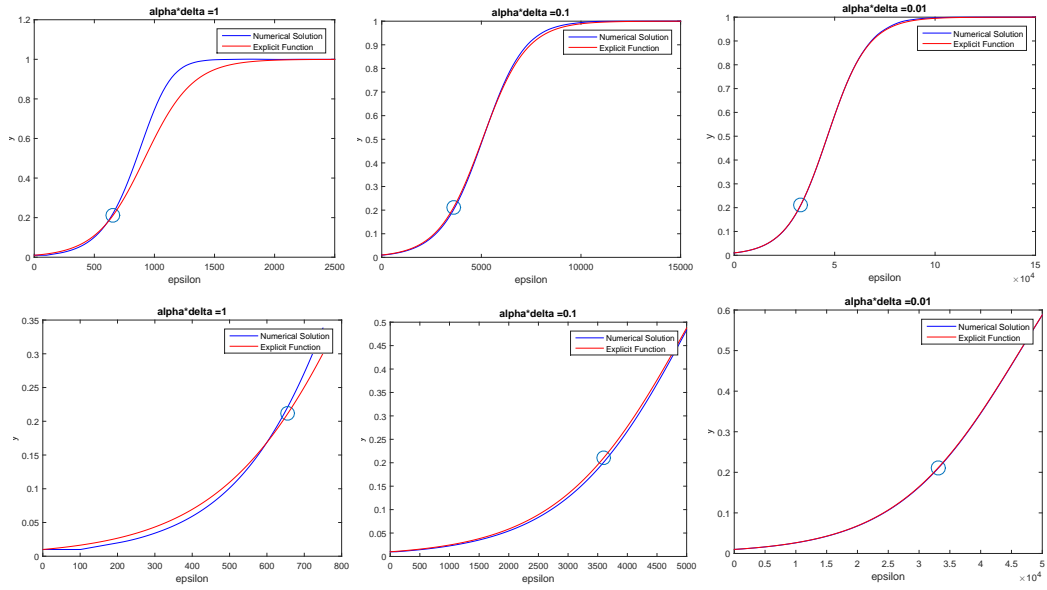 alpha*delta =1
1.2
1
0.8
0.6
0.4
0.2
0
y
0 500 1000 1500 2000 2500
epsilon
Numerical Solution
Explicit Function
alpha*delta =0.1
1
0.9
0.8
0.7
0.6
0.5
0.4
0.3
0.2
0.1
0
y
0 5000 10000 15000
epsilon
Numerical Solution
Explicit Function
alpha*delta =0.01
1
0.9
0.8
0.7
0.6
0.5
0.4
0.3
0.2
0.1
0
y
0 5 10 15
×10^4
epsilon
Numerical Solution
Explicit Function
alpha*delta =1
0.35
0.3
0.25
0.2
0.15
0.1
0.05
0
y
0 100 200 300 400 500 600 700 800
epsilon
Numerical Solution
Explicit Function
alpha*delta =0.1
0.5
0.45
0.4
0.35
0.3
0.25
0.2
0.15
0.1
0.05
0
y
0 500 1000 1500 2000 2500 3000 3500 4000 4500 5000
epsilon
Numerical Solution
Explicit Function
alpha*delta =0.01
0.6
0.5
0.4
0.3
0.2
0.1
0
y
0 0.5 1 1.5 2 2.5 3 3.5 4 4.5 5
×10^4
epsilon
Numerical Solution
Explicit Function